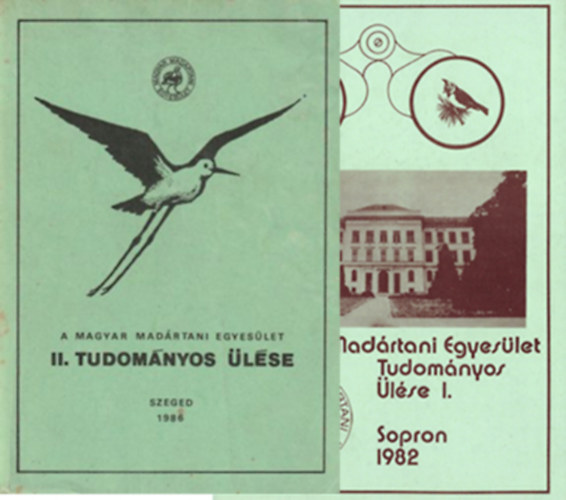 A MAGYAR MADÁRTANI EGYESÜLET
II. TUDOMÁNYOS ÜLÉSE
SZEGED
1986
Madártani Egyesület
Tudományos
Ülése I.
Sopron
1982